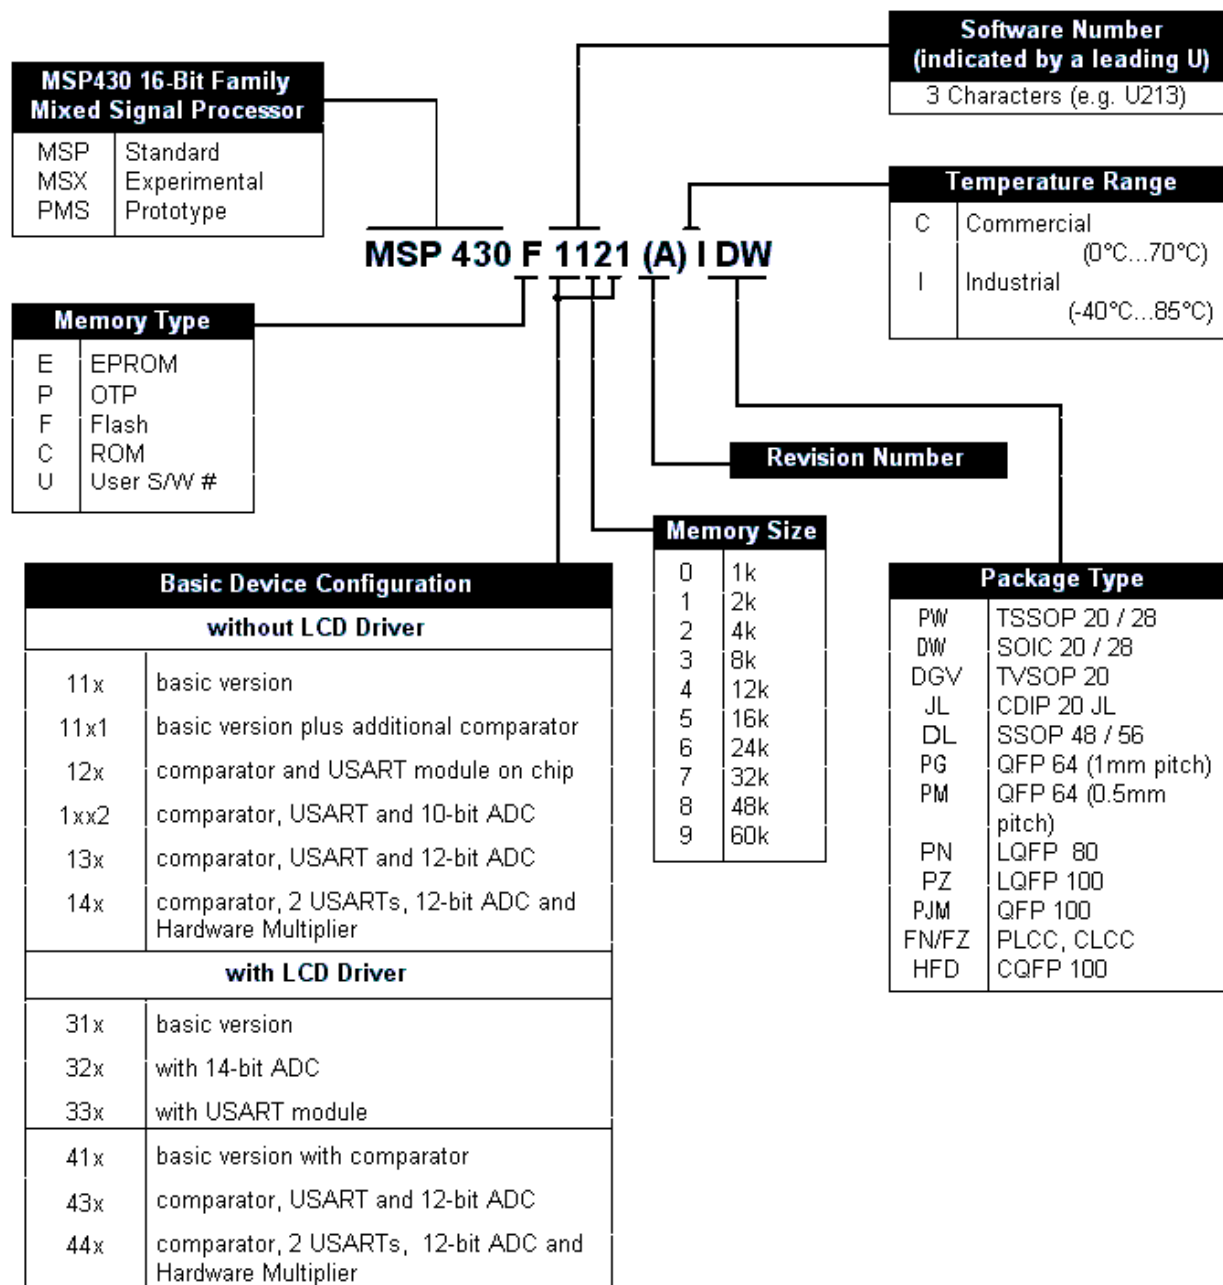 Software Number
(indicated by a leading U)
3 Characters (e.g. U213)
MSP430 16-Bit Family
Mixed Signal Processor
MSP Standard
MSX Experimental
PMS Prototype
Temperature Range
C Commercial
(0°C...70°C)
I Industrial
(-40°C...85°C)
MSP 430 F 1121 (A) I DW
Memory Type
E EPROM
P OTP
F Flash
C ROM
U User S/W #
Revision Number
Memory Size
0 1k
1 2k
2 4k
3 8k
4 12k
5 16k
6 24k
7 32k
8 48k
9 60k
Basic Device Configuration
without LCD Driver
11x basic version
11x1 basic version plus additional comparator
12x comparator and USART module on chip
1xx2 comparator, USART and 10-bit ADC
13x comparator, USART and 12-bit ADC
14x comparator, 2 USARTs, 12-bit ADC and
Hardware Multiplier
with LCD Driver
31x basic version
32x with 14-bit ADC
33x with USART module
41x basic version with comparator
43x comparator, USART and 12-bit ADC
44x comparator, 2 USARTs, 12-bit ADC and
Hardware Multiplier
Package Type
PW TSSOP 20 / 28
DW SOIC 20 / 28
DGV TVSOP 20
JL CDIP 20 JL
DL SSOP 48 / 56
PG QFP 64 (1mm pitch)
PM QFP 64 (0.5mm
pitch)
PN LQFP 80
PZ LQFP 100
PJM QFP 100
FN/FZ PLCC, CLCC
HFD CQFP 100